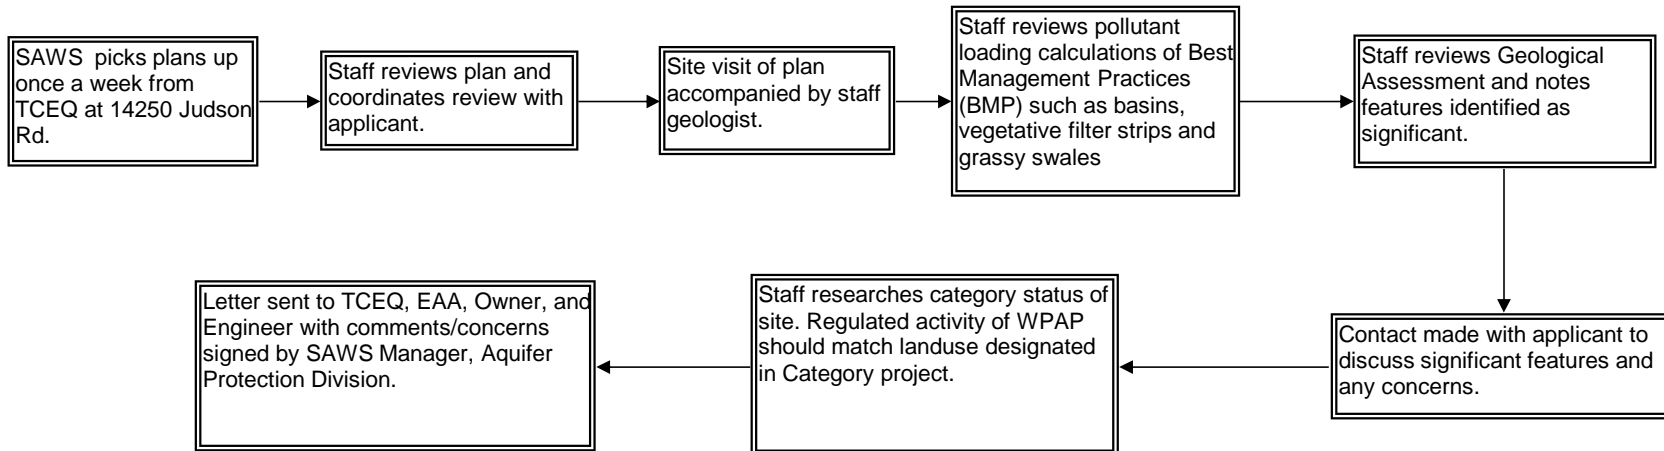 SAWS picks plans up
once a week from
TCEQ at 14250 Judson
Rd.
Staff reviews plan and
coordinates review with
applicant.
Site visit of plan
accompanied by staff
geologist.
Staff reviews pollutant
loading calculations of Best
Management Practices
(BMP) such as basins,
vegetative filter strips and
grassy swales
Staff reviews Geological
Assessment and notes
features identified as
significant.
Contact made with applicant to
discuss significant features and
any concerns.
Staff researches category status of
site. Regulated activity of WPAP
should match landuse designated
in Category project.
Letter sent to TCEQ, EAA, Owner, and
Engineer with comments/concerns
signed by SAWS Manager, Aquifer
Protection Division.